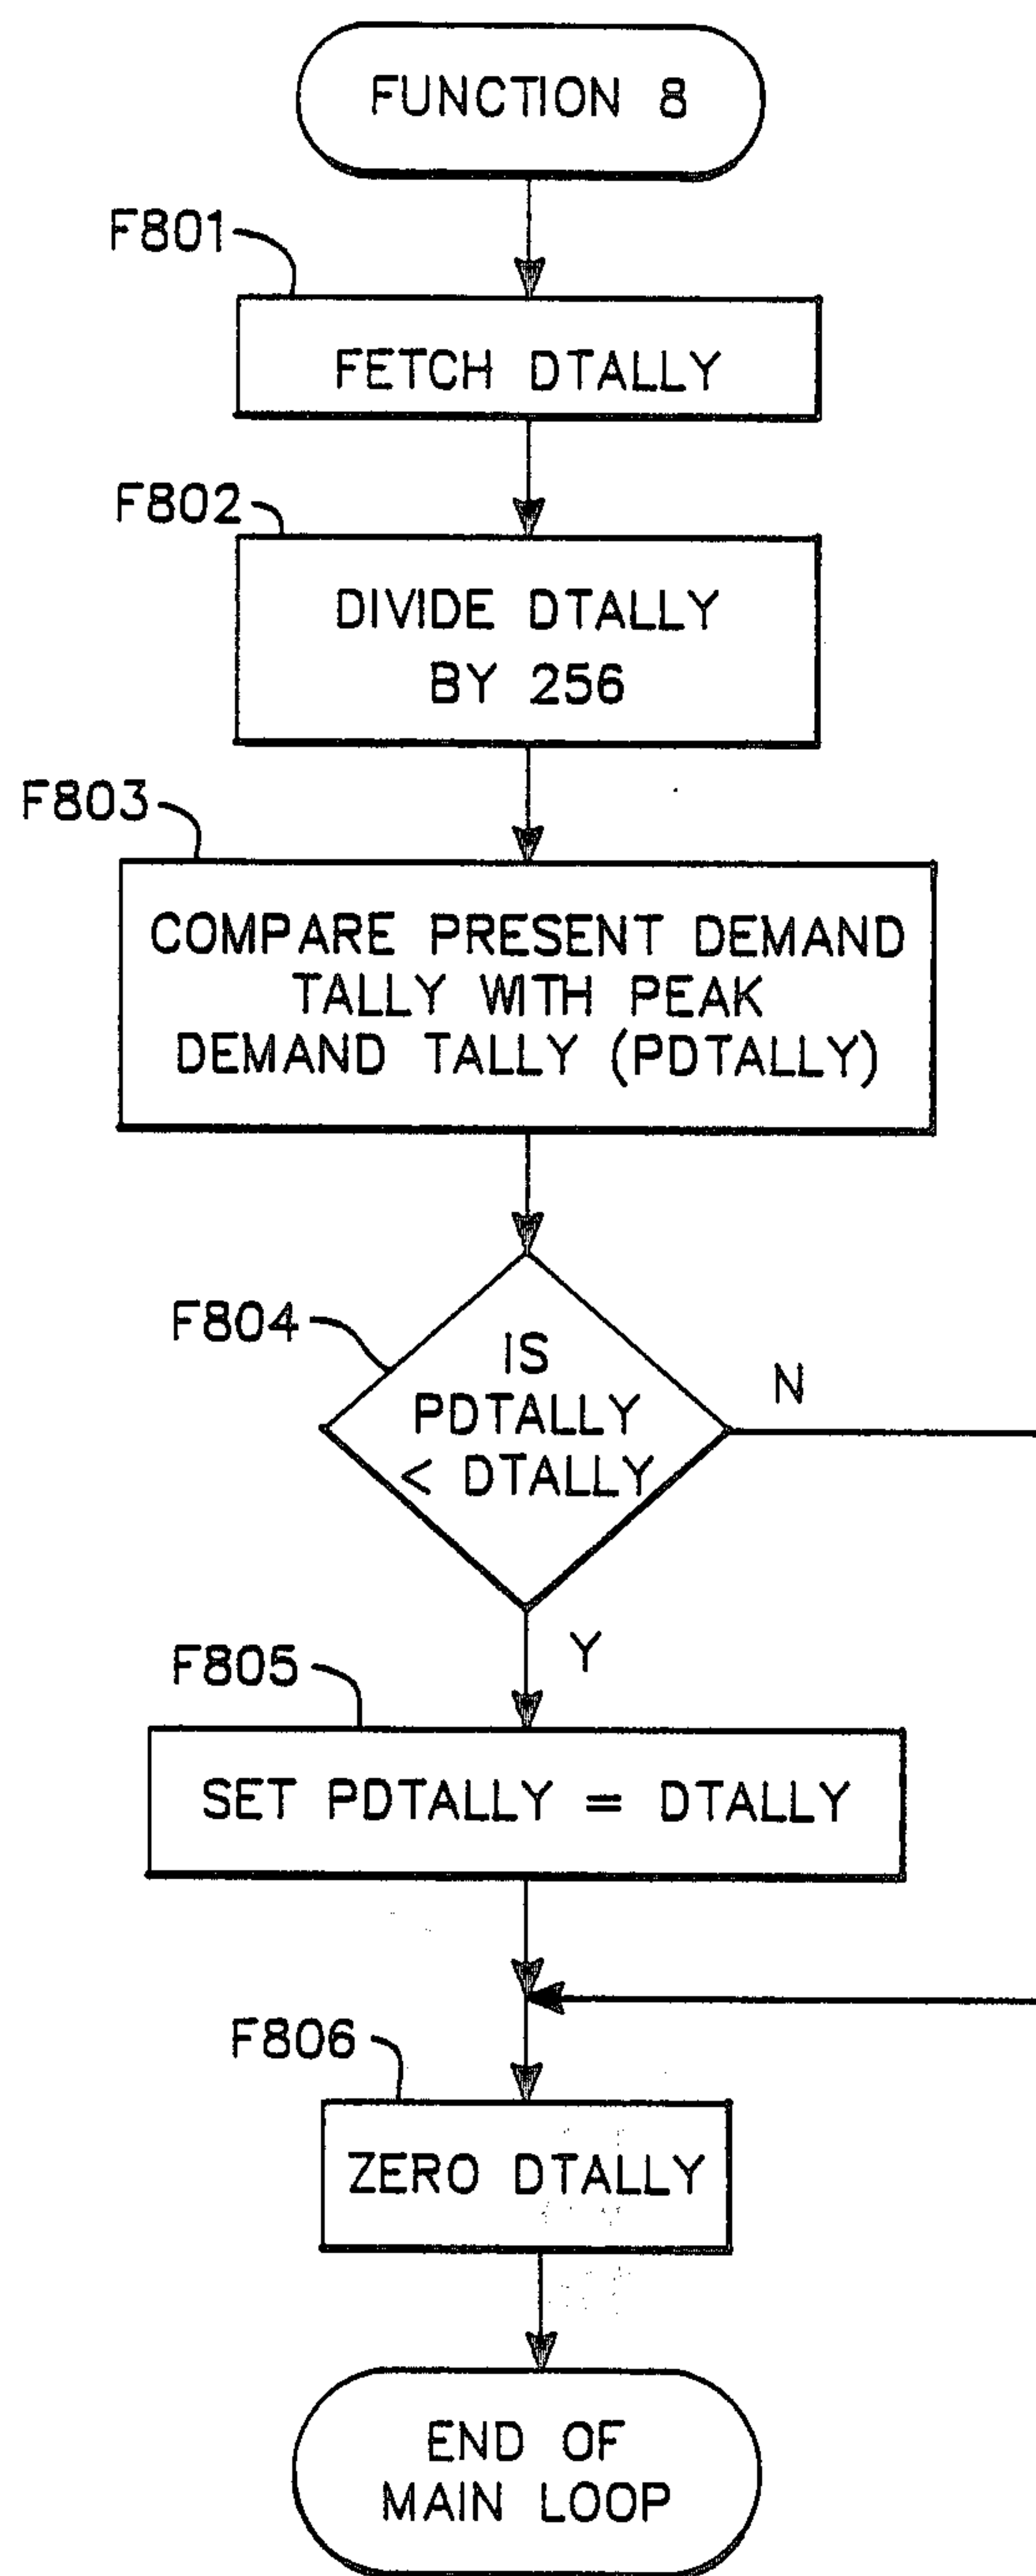 FUNCTION 8
F801
FETCH DTALLY
F802
DIVIDE DTALLY
BY 256
F803
COMPARE PRESENT DEMAND
TALLY WITH PEAK
DEMAND TALLY (PDTALLY)
F804
IS
PDTALLY
< DTALLY
N
Y
F805
SET PDTALLY = DTALLY
F806
ZERO DTALLY
END OF
MAIN LOOP